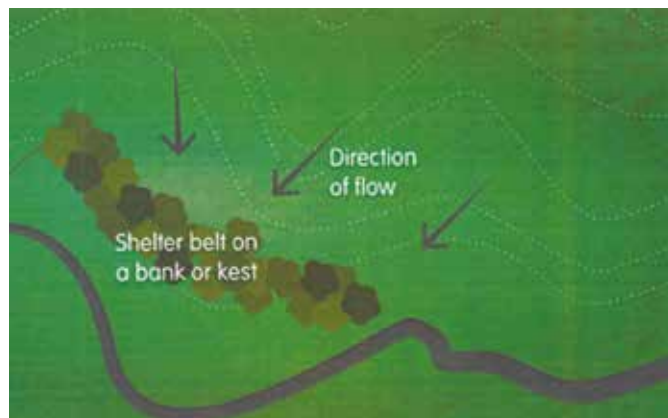 Direction
of flow
Shelter belt on
a bank or kest